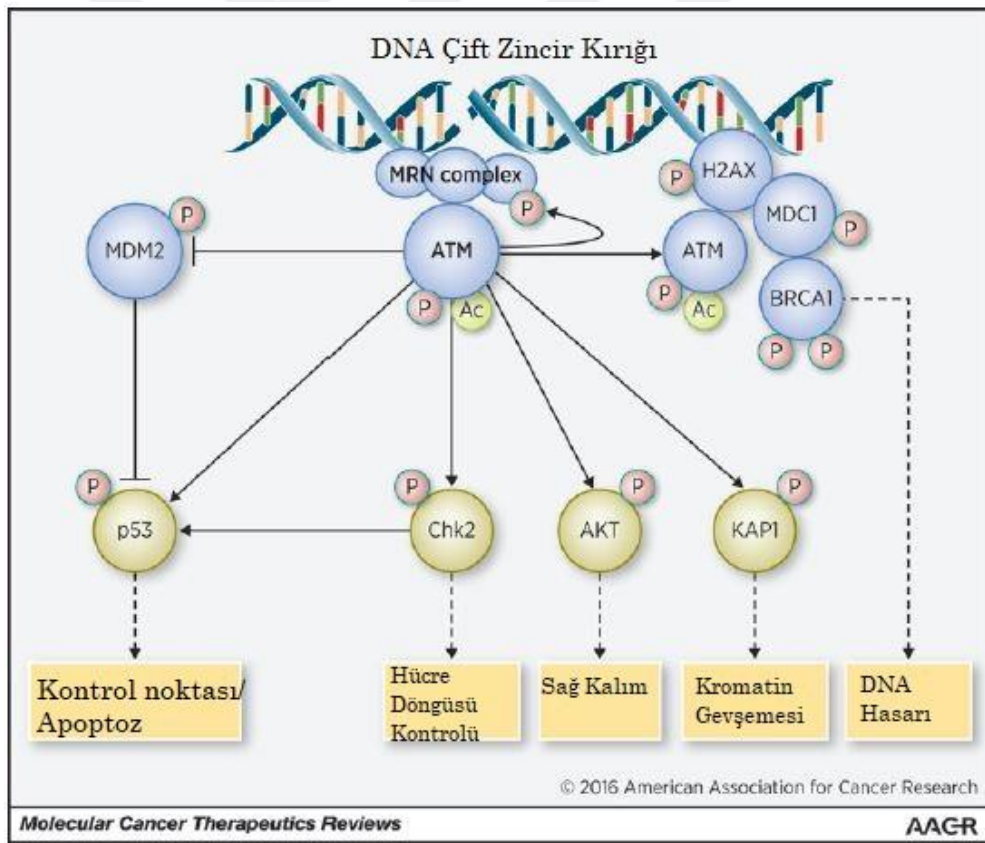 DNA Çift Zincir Kırığı
MRN complex
P
H2AX
P
MDC1
P
P
MDM2
ATM
ATM
P
Ac
P
Ac
BRCA1
P
P
P
p53
P
Chk2
P
AKT
P
KAP1
Kontrol noktası/
Apoptoz
Hücre
Döngüsü
Kontrolü
Sağ Kalım
Kromatin
Gevşemesi
DNA
Hasarı
© 2016 American Association for Cancer Research
Molecular Cancer Therapeutics Reviews
AACR